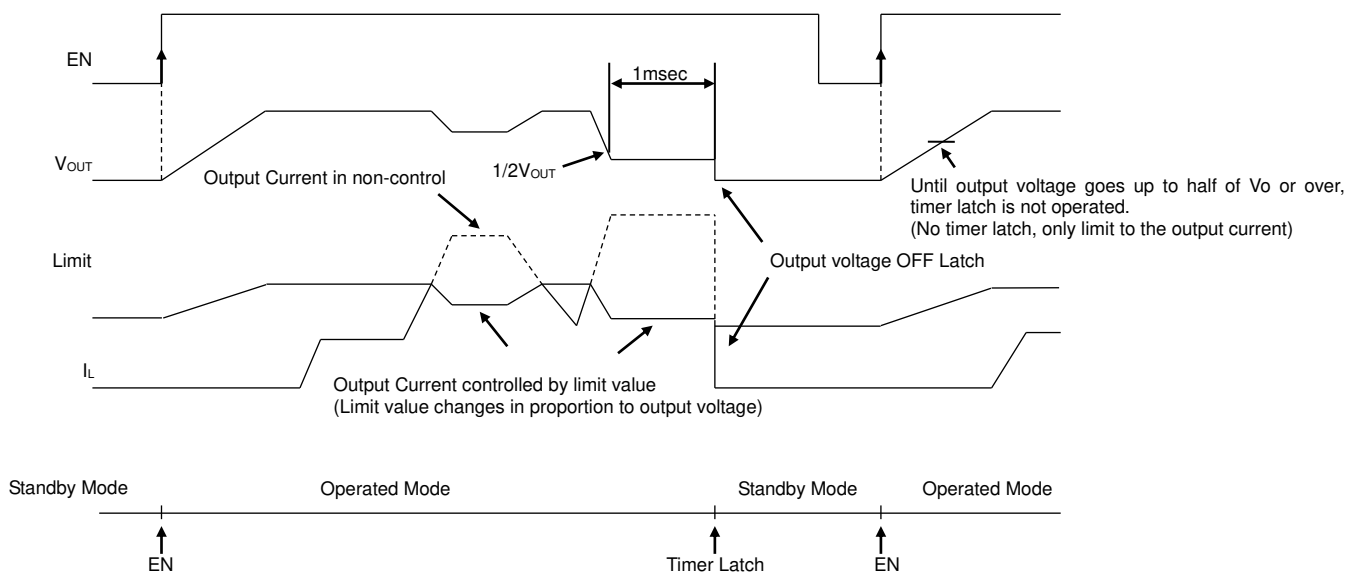 EN
1msec
VOUT
1/2VOUT
Output Current in non-control
Until output voltage goes up to half of Vo or over,
timer latch is not operated.
(No timer latch, only limit to the output current)
Limit
Output voltage OFF Latch
IL
Output Current controlled by limit value
(Limit value changes in proportion to output voltage)
Standby Mode
Operated Mode
Standby Mode
Operated Mode
EN
Timer Latch
EN